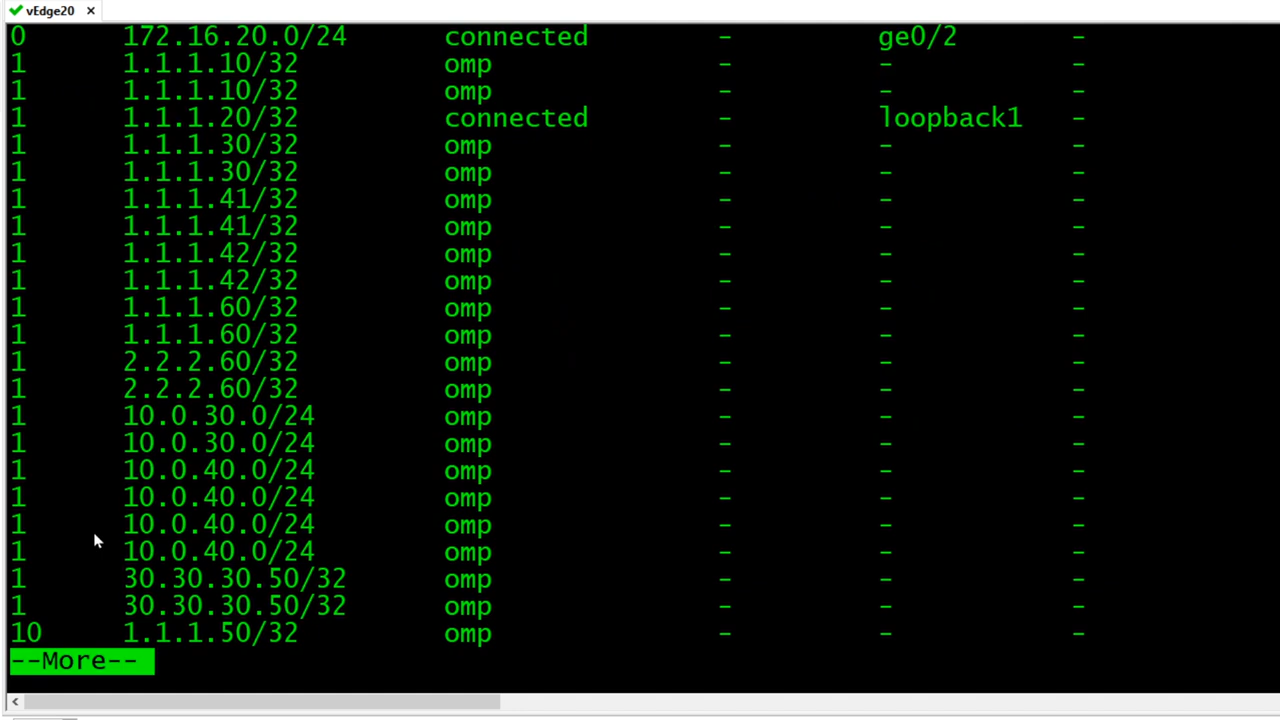 vEdge20 ×
0 172.16.20.0/24 connected - ge0/2 -
1 1.1.1.10/32 omp - - -
1 1.1.1.10/32 omp - - -
1 1.1.1.20/32 connected - loopback1 -
1 1.1.1.30/32 omp - - -
1 1.1.1.30/32 omp - - -
1 1.1.1.41/32 omp - - -
1 1.1.1.41/32 omp - - -
1 1.1.1.42/32 omp - - -
1 1.1.1.42/32 omp - - -
1 1.1.1.60/32 omp - - -
1 1.1.1.60/32 omp - - -
1 2.2.2.60/32 omp - - -
1 2.2.2.60/32 omp - - -
1 10.0.30.0/24 omp - - -
1 10.0.30.0/24 omp - - -
1 10.0.40.0/24 omp - - -
1 10.0.40.0/24 omp - - -
1 10.0.40.0/24 omp - - -
1 10.0.40.0/24 omp - - -
1 30.30.30.50/32 omp - - -
1 30.30.30.50/32 omp - - -
10 1.1.1.50/32 omp - - -
--More--